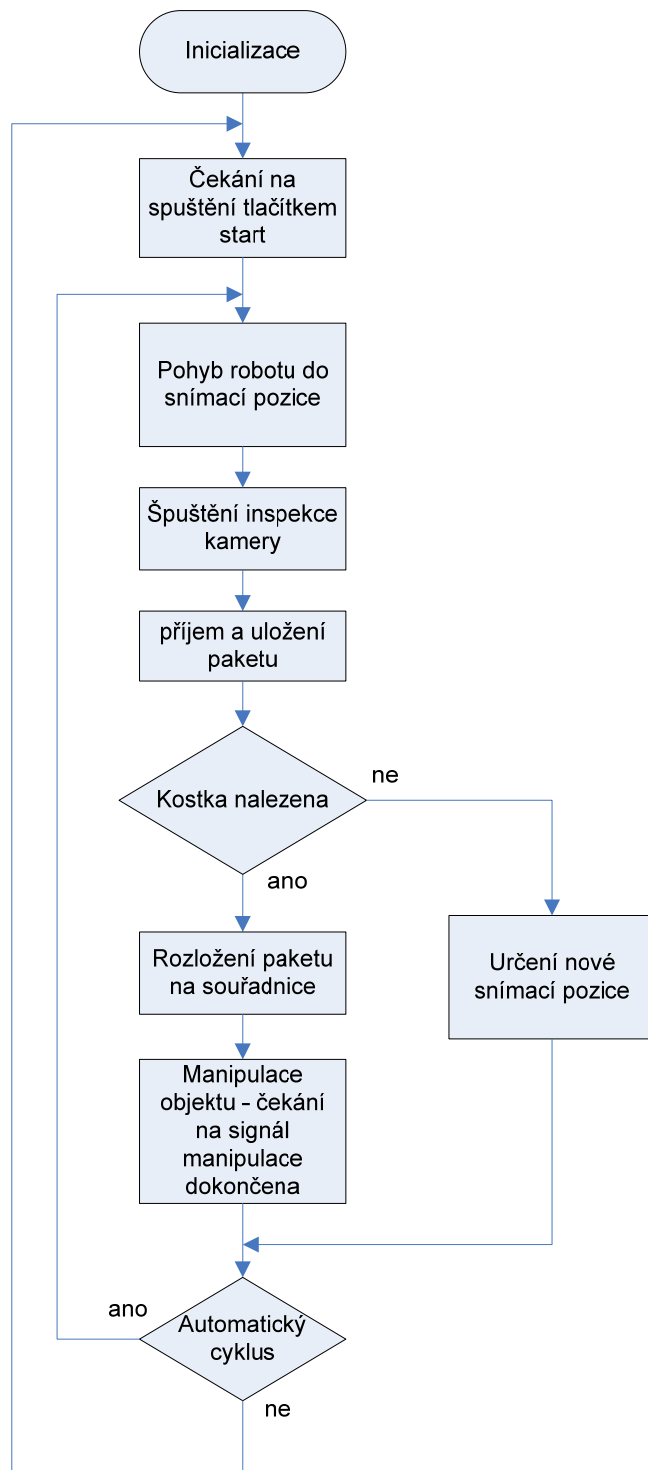 Inicializace
Čekání na
spuštění tlačítkem
start
Pohyb robotu do
snímací pozice
Špuštění inspekce
kamery
příjem a uložení
paketu
Kostka nalezena
ne
ano
Rozložení paketu
na souřadnice
Určení nové
snímací pozice
Manipulace
objektu - čekání
na signál
manipulace
dokončena
ano
Automatický
cyklus
ne